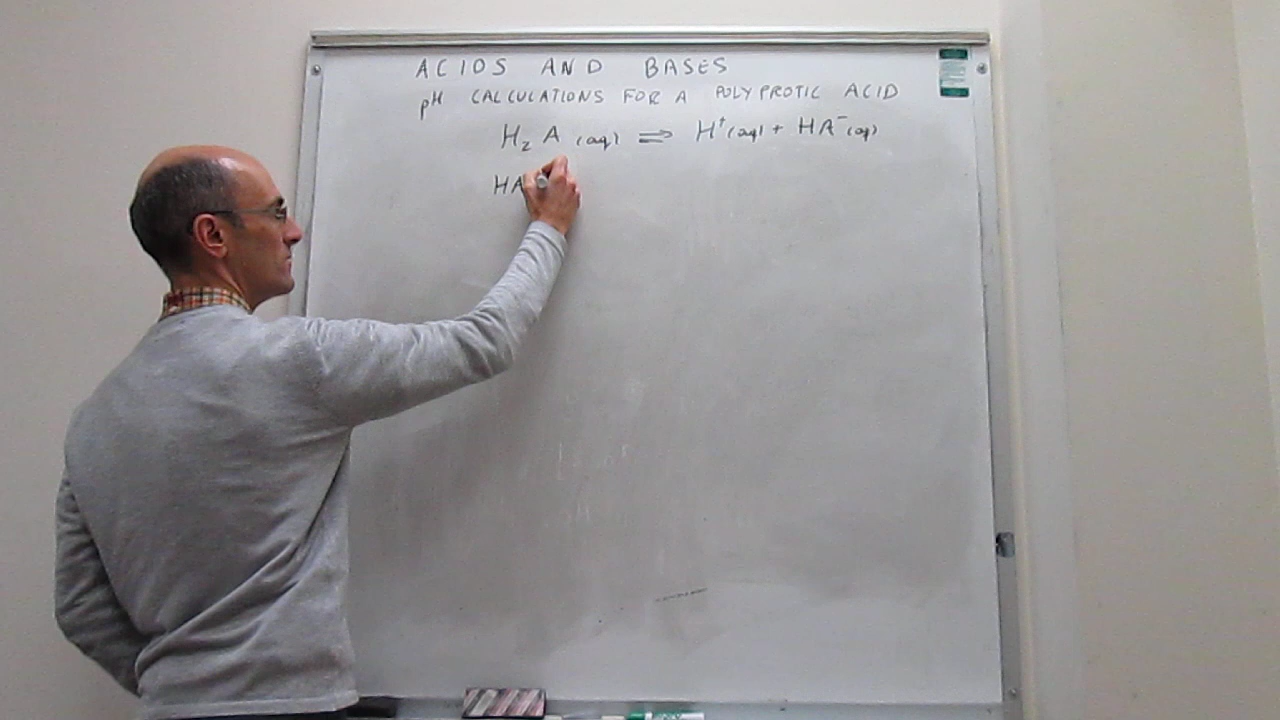 ACIDS AND BASES
pH CALCULATIONS FOR A POLYPROTIC ACID
H₂A (aq) ⇌ H⁺(aq) + HA⁻(aq)
HA